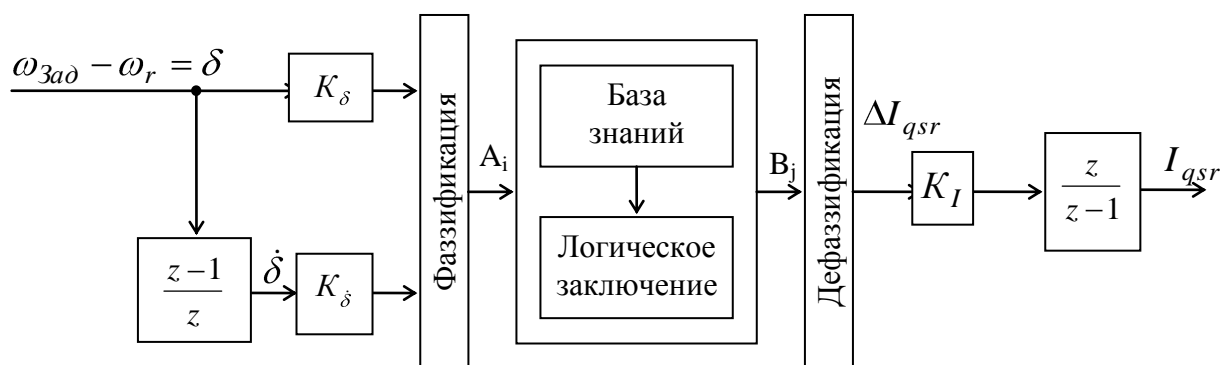 ω_Зад − ω_r = δ
K_δ
z−1
z
δ̇
K_δ̇
Фаззификация
A_i
База
знаний
Логическое
заключение
B_j
Дефаззификация
ΔI_qsr
K_I
z
z−1
I_qsr